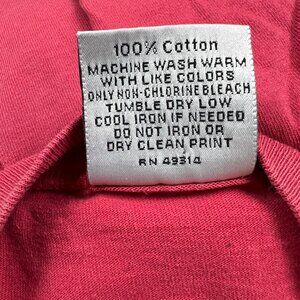 100% Cotton
MACHINE WASH WARM
WITH LIKE COLORS
ONLY NON-CHLORINE BLEACH
TUMBLE DRY LOW
COOL IRON IF NEEDED
DO NOT IRON OR
DRY CLEAN PRINT
RN 49314